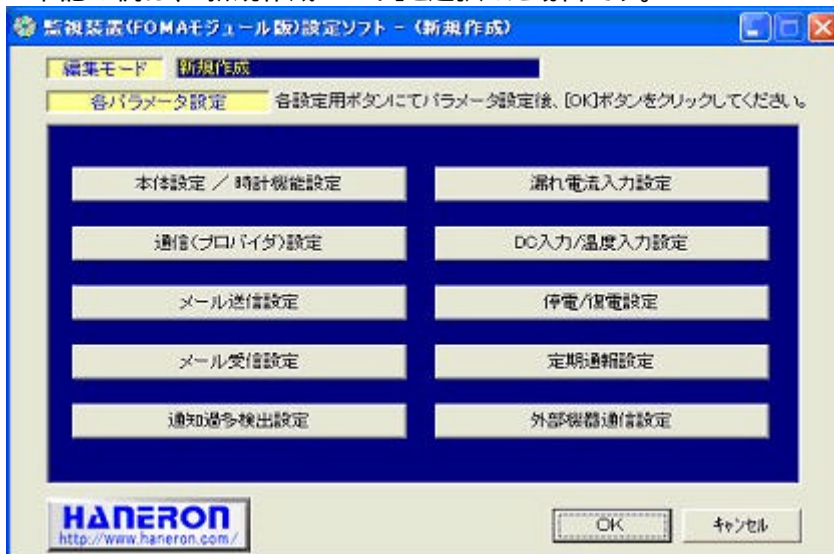 監視装置(FOMAモジュール版)設定ソフト - (新規作成)
編集モード 新規作成
各パラメータ設定 各設定用ボタンにてパラメータ設定後、[OK]ボタンをクリックしてください。
本体設定 / 時計機能設定 漏れ電流入力設定
通信(プロバイダ)設定 DC入力/温度入力設定
メール送信設定 停電/復電設定
メール受信設定 定期通報設定
通知過多検出設定 外部機器通信設定
HANERON
http://www.haneron.com/
OK キャンセル